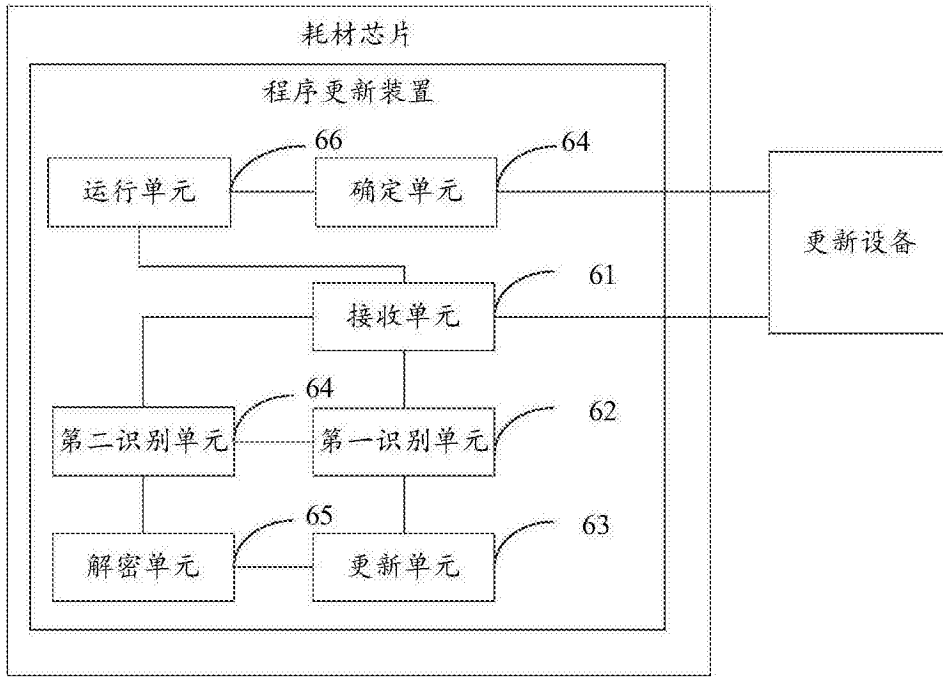 耗材芯片
程序更新装置
66
64
运行单元
确定单元
更新设备
61
接收单元
64
62
第二识别单元
第一识别单元
65
63
解密单元
更新单元